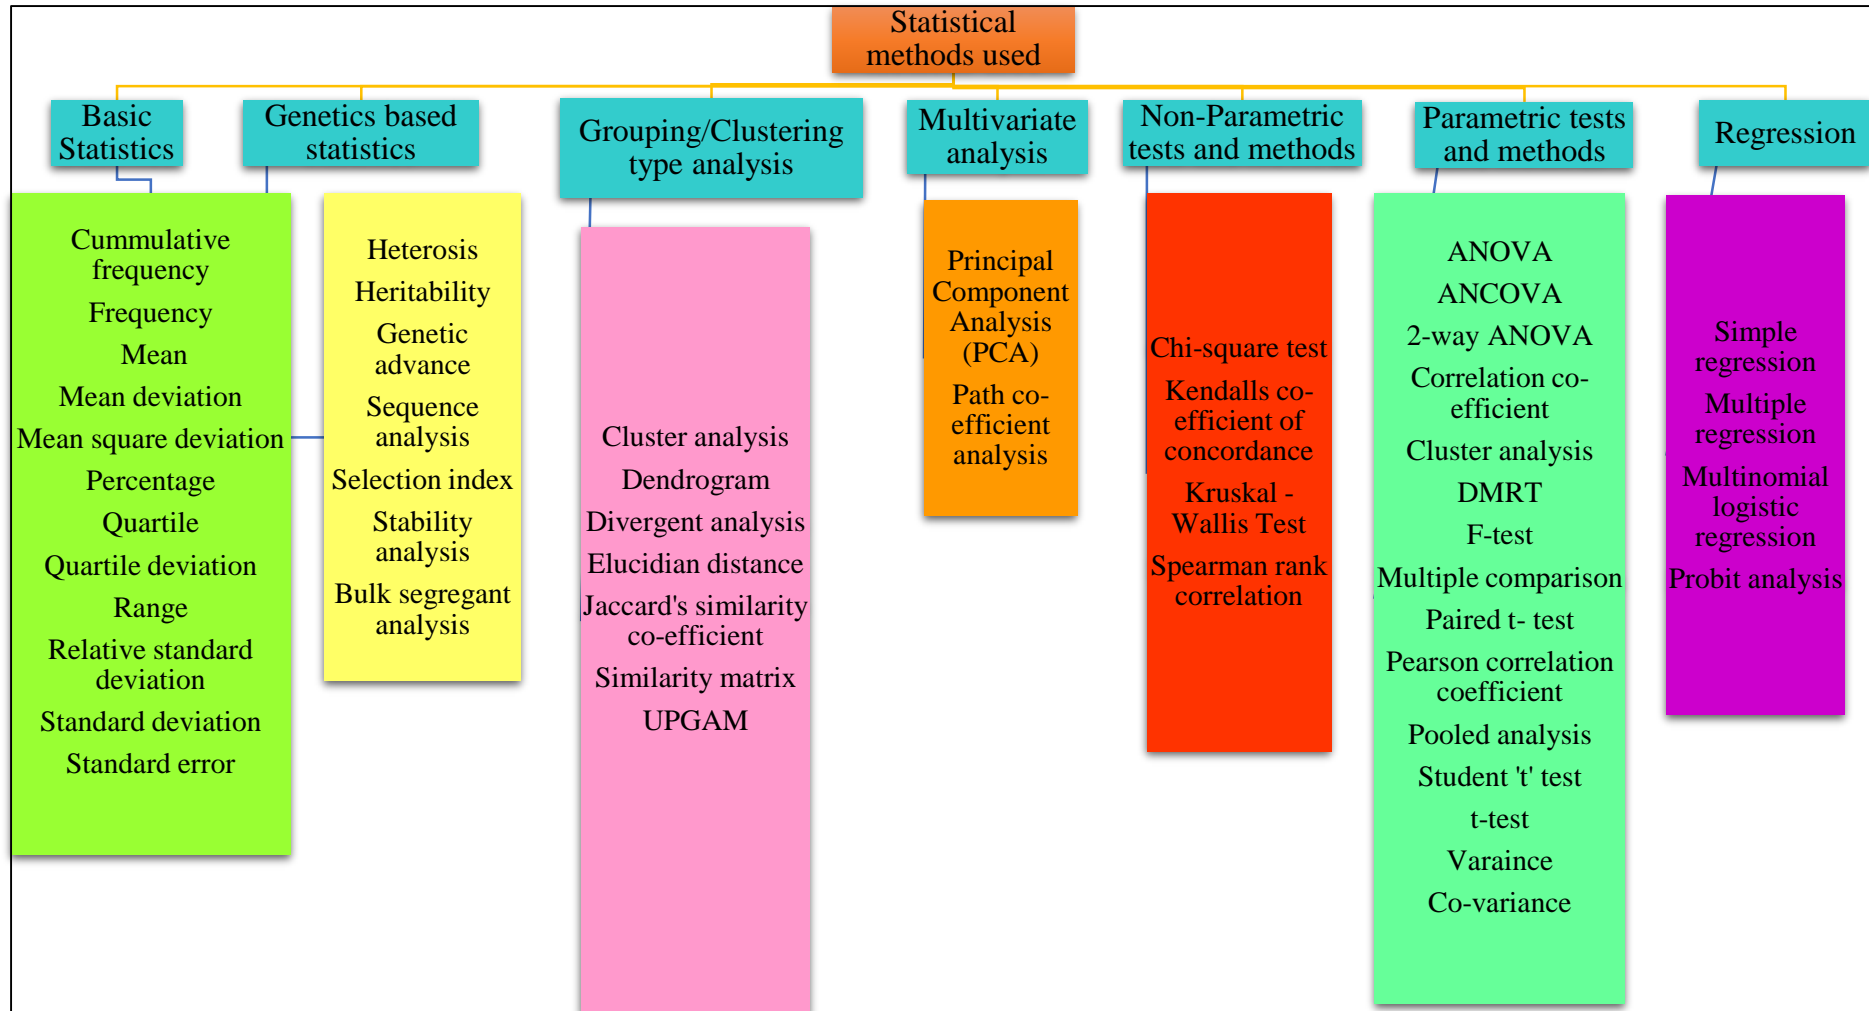 Statistical
methods used
Basic
Statistics
Cummulative
frequency
Frequency
Mean
Mean deviation
Mean square deviation
Percentage
Quartile
Quartile deviation
Range
Relative standard
deviation
Standard deviation
Standard error
Genetics based
statistics
Heterosis
Heritability
Genetic
advance
Sequence
analysis
Selection index
Stability
analysis
Bulk segregant
analysis
Grouping/Clustering
type analysis
Cluster analysis
Dendrogram
Divergent analysis
Elucidian distance
Jaccard's similarity
co-efficient
Similarity matrix
UPGAM
Multivariate
analysis
Principal
Component
Analysis
(PCA)
Path co-
efficient
analysis
Non-Parametric
tests and methods
Chi-square test
Kendalls co-
efficient of
concordance
Kruskal -
Wallis Test
Spearman rank
correlation
Parametric tests
and methods
ANOVA
ANCOVA
2-way ANOVA
Correlation co-
efficient
Cluster analysis
DMRT
F-test
Multiple comparison
Paired t- test
Pearson correlation
coefficient
Pooled analysis
Student 't' test
t-test
Varaince
Co-variance
Regression
Simple
regression
Multiple
regression
Multinomial
logistic
regression
Probit analysis